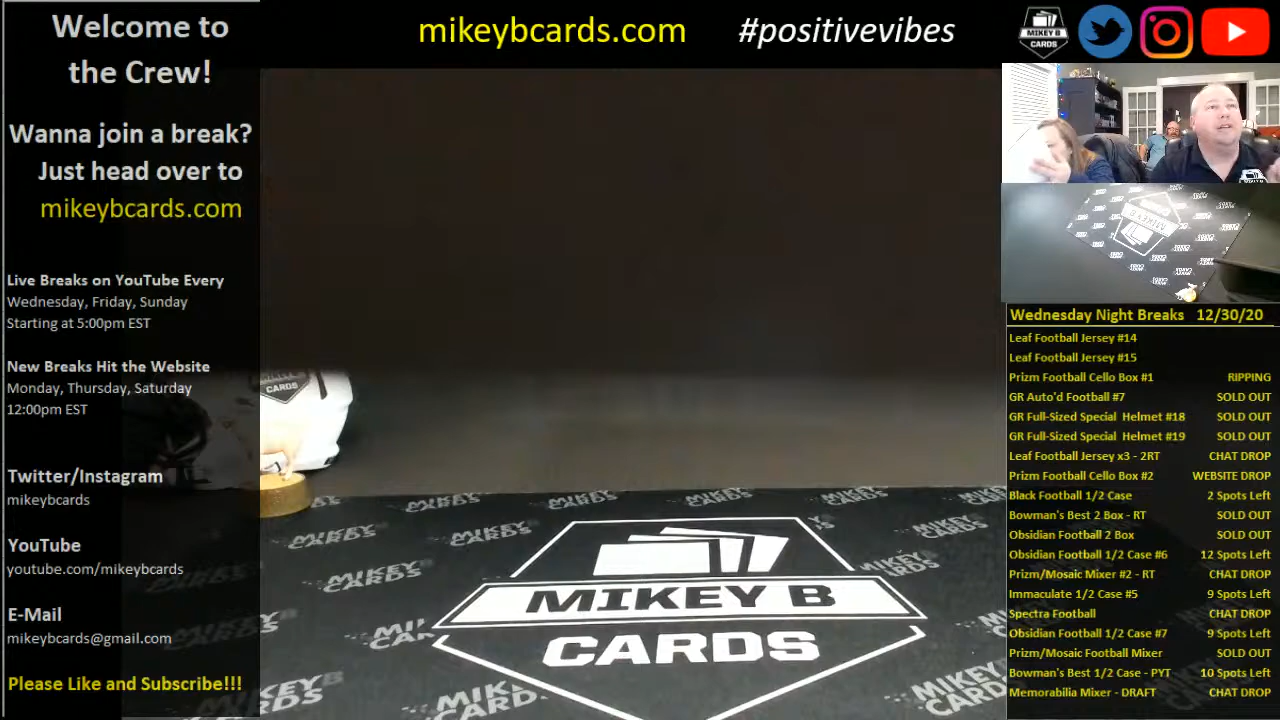 Welcome to
the Crew!
Wanna join a break?
Just head over to
mikeybcards.com
Live Breaks on YouTube Every
Wednesday, Friday, Sunday
Starting at 5:00pm EST
New Breaks Hit the Website
Monday, Thursday, Saturday
12:00pm EST
Twitter/Instagram
mikeybcards
YouTube
youtube.com/mikeybcards
E-Mail
mikeybcards@gmail.com
Please Like and Subscribe!!!
mikeybcards.com #positivevibes
MIKEY B
CARDS
CARDS
MIKEY B
CARDS
Wednesday Night Breaks 12/30/20
Leaf Football Jersey #14
Leaf Football Jersey #15
Prizm Football Cello Box #1 RIPPING
GR Auto'd Football #7 SOLD OUT
GR Full-Sized Special Helmet #18 SOLD OUT
GR Full-Sized Special Helmet #19 SOLD OUT
Leaf Football Jersey x3 - 2RT CHAT DROP
Prizm Football Cello Box #2 WEBSITE DROP
Black Football 1/2 Case 2 Spots Left
Bowman's Best 2 Box - RT SOLD OUT
Obsidian Football 2 Box SOLD OUT
Obsidian Football 1/2 Case #6 12 Spots Left
Prizm/Mosaic Mixer #2 - RT CHAT DROP
Immaculate 1/2 Case #5 9 Spots Left
Spectra Football CHAT DROP
Obsidian Football 1/2 Case #7 9 Spots Left
Prizm/Mosaic Football Mixer SOLD OUT
Bowman's Best 1/2 Case - PYT 10 Spots Left
Memorabilia Mixer - DRAFT CHAT DROP